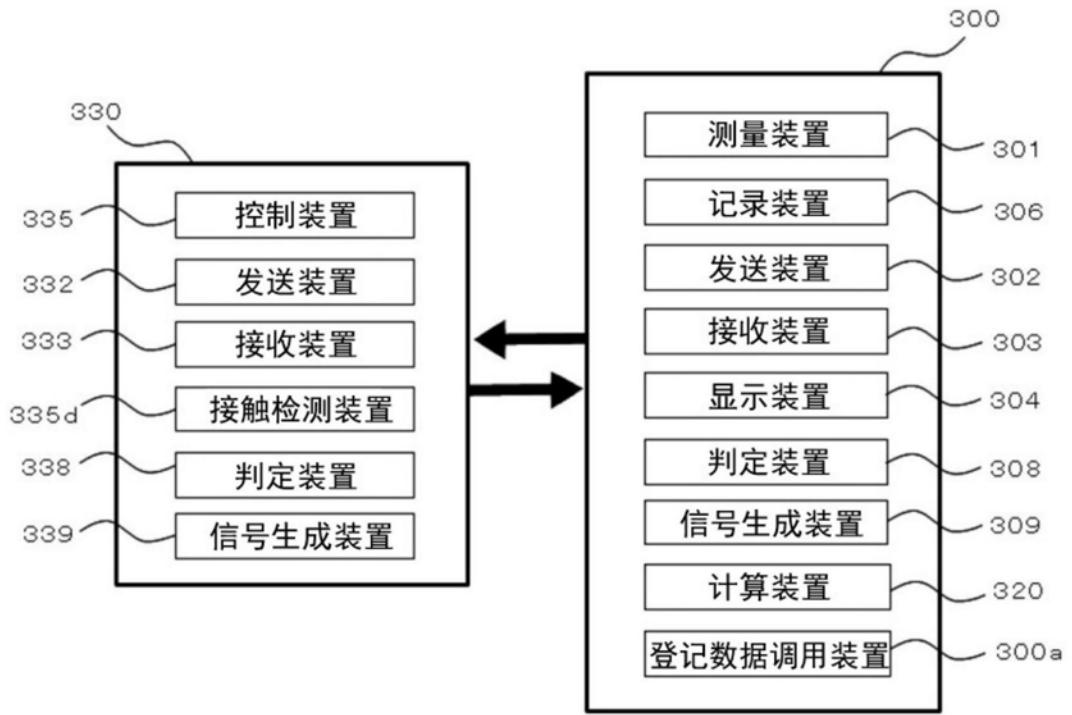 330
335 控制装置
332 发送装置
333 接收装置
335d 接触检测装置
338 判定装置
339 信号生成装置
300
测量装置 301
记录装置 306
发送装置 302
接收装置 303
显示装置 304
判定装置 308
信号生成装置 309
计算装置 320
登记数据调用装置 300a